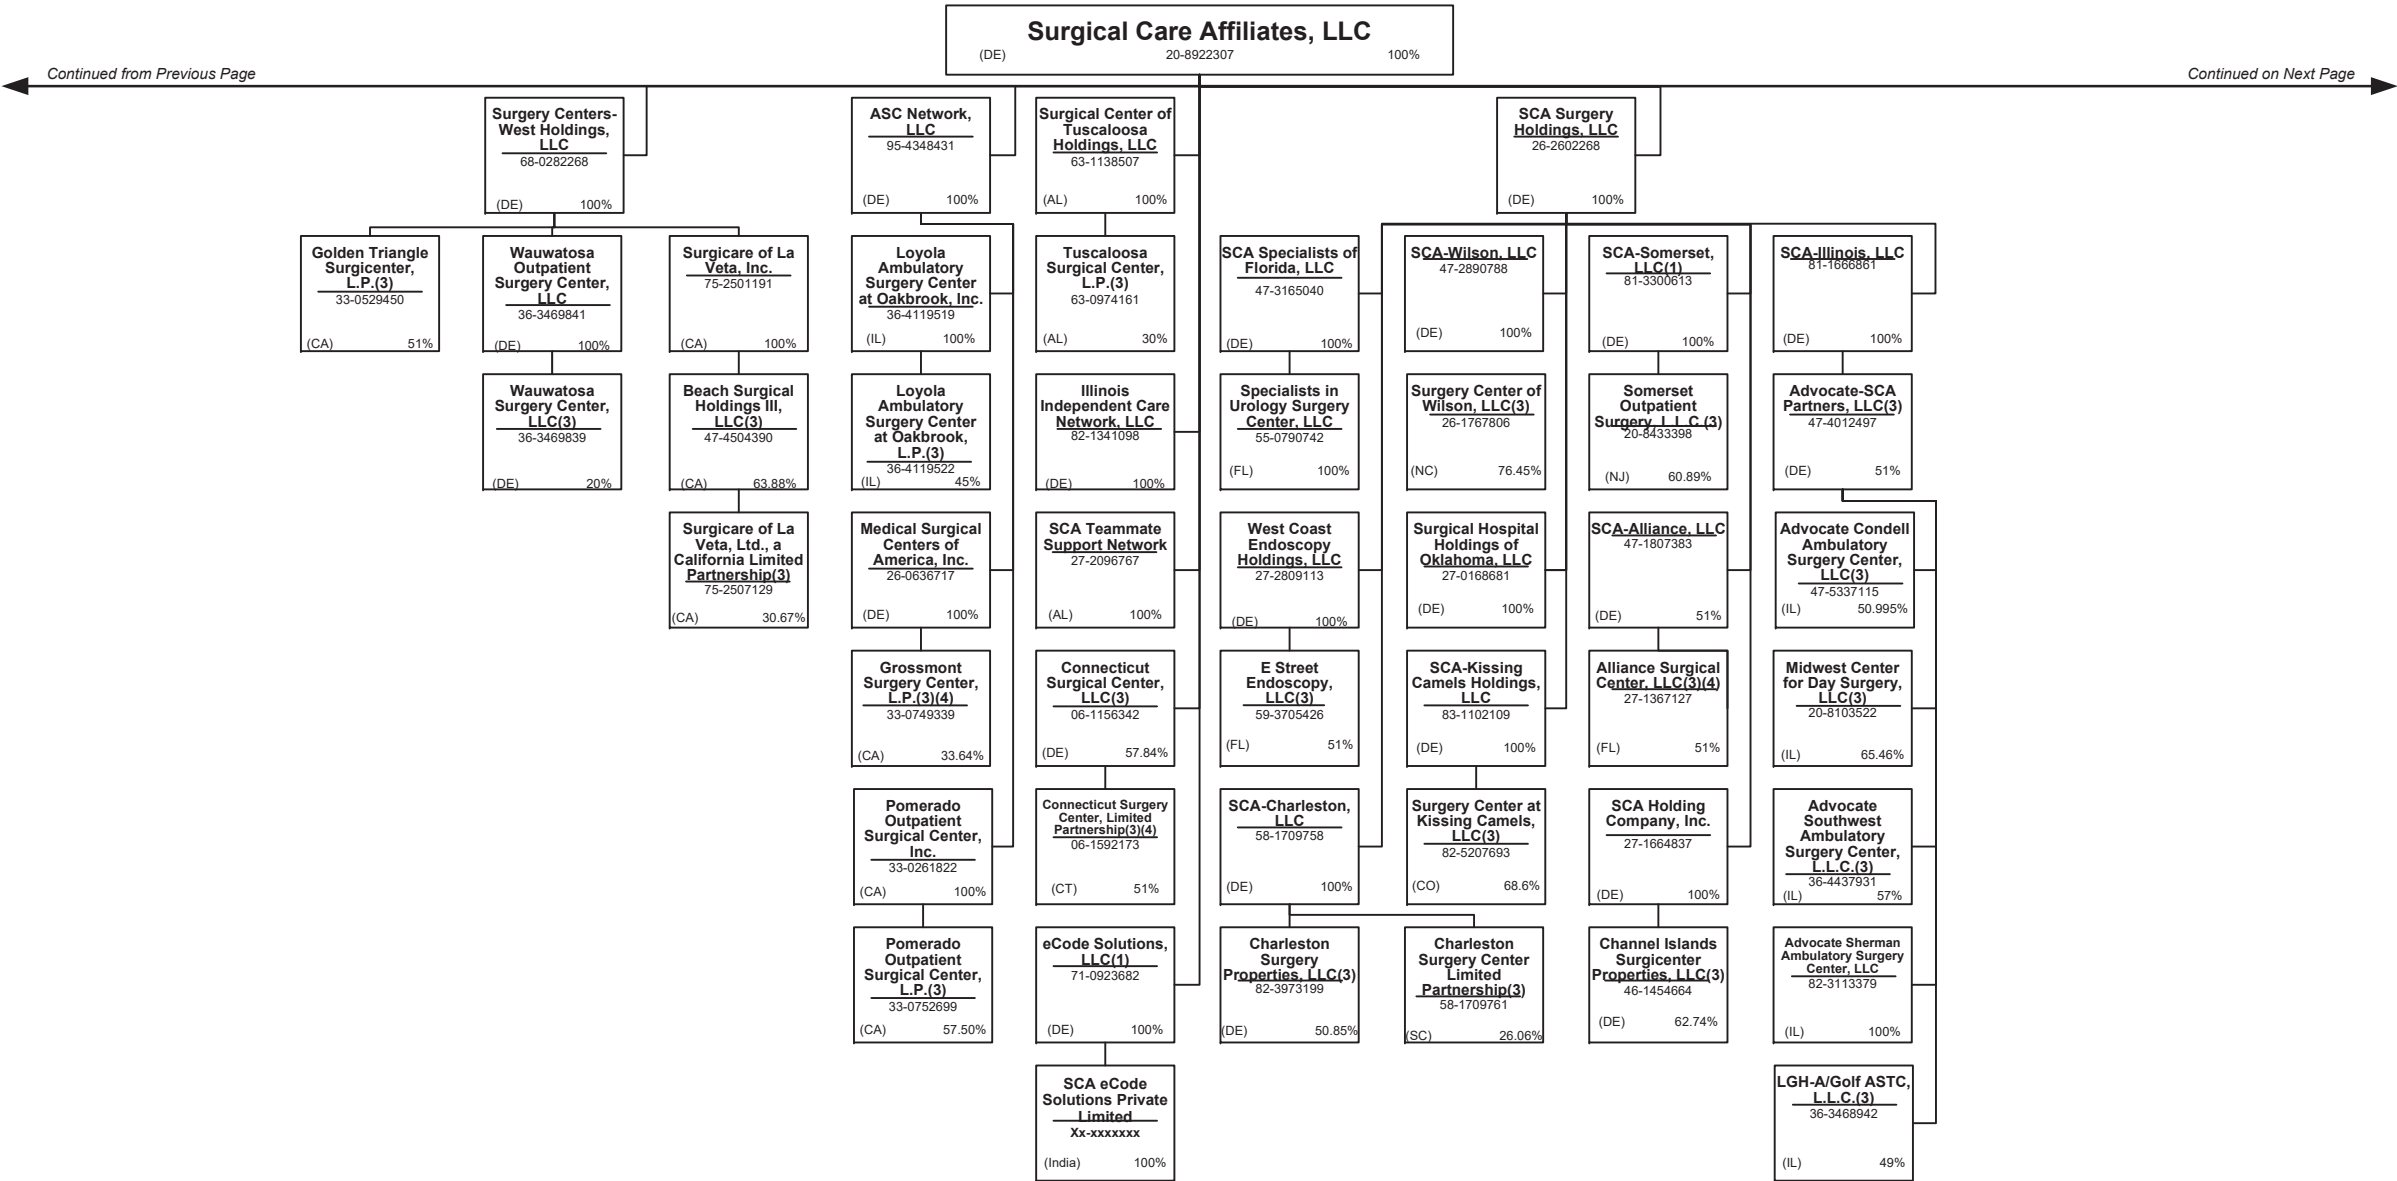 Surgical Care Affiliates, LLC
(DE) 20-8922307 100%
Continued from Previous Page
Continued on Next Page
Surgery Centers-
West Holdings,
LLC
68-0282268
(DE) 100%
ASC Network,
LLC
95-4348431
(DE) 100%
Surgical Center of
Tuscaloosa
Holdings, LLC
63-1138507
(AL) 100%
SCA Surgery
Holdings, LLC
26-2602268
(DE) 100%
Golden Triangle
Surgicenter,
L.P.(3)
33-0529450
(CA) 51%
Wauwatosa
Outpatient
Surgery Center,
LLC
36-3469841
(DE) 100%
Surgicare of La
Veta, Inc.
75-2501191
(CA) 100%
Loyola
Ambulatory
Surgery Center
at Oakbrook, Inc.
36-4119519
(IL) 100%
Tuscaloosa
Surgical Center,
L.P.(3)
63-0974161
(AL) 30%
SCA Specialists of
Florida, LLC
47-3165040
(DE) 100%
SCA-Wilson, LLC
47-2890788
(DE) 100%
SCA-Somerset,
LLC(1)
81-3300613
(DE) 100%
SCA-Illinois, LLC
81-1666861
(DE) 100%
Wauwatosa
Surgery Center,
LLC(3)
36-3469839
(DE) 20%
Beach Surgical
Holdings III,
LLC(3)
47-4504390
(CA) 63.88%
Loyola
Ambulatory
Surgery Center
at Oakbrook,
L.P.(3)
36-4119522
(IL) 45%
Illinois
Independent Care
Network, LLC
82-1341098
(DE) 100%
Specialists in
Urology Surgery
Center, LLC
55-0790742
(FL) 100%
Surgery Center of
Wilson, LLC(3)
26-1767806
(NC) 76.45%
Somerset
Outpatient
Surgery, L.L.C.(3)
20-8433398
(NJ) 60.89%
Advocate-SCA
Partners, LLC(3)
47-4012497
(DE) 51%
Surgicare of La
Veta, Ltd., a
California Limited
Partnership(3)
75-2507129
(CA) 30.67%
Medical Surgical
Centers of
America, Inc.
26-0636717
(DE) 100%
SCA Teammate
Support Network
27-2096767
(AL) 100%
West Coast
Endoscopy
Holdings, LLC
27-2809113
(DE) 100%
Surgical Hospital
Holdings of
Oklahoma, LLC
27-0168681
(DE) 100%
SCA-Alliance, LLC
47-1807383
(DE) 51%
Advocate Condell
Ambulatory
Surgery Center,
LLC(3)
47-5337115
(IL) 50.995%
Grossmont
Surgery Center,
L.P.(3)(4)
33-0749339
(CA) 33.64%
Connecticut
Surgical Center,
LLC(3)
06-1156342
(DE) 57.84%
E Street
Endoscopy,
LLC(3)
59-3705426
(FL) 51%
SCA-Kissing
Camels Holdings,
LLC
83-1102109
(DE) 100%
Alliance Surgical
Center, LLC(3)(4)
27-1367127
(FL) 51%
Midwest Center
for Day Surgery,
LLC(3)
20-8103522
(IL) 65.46%
Pomerado
Outpatient
Surgical Center,
Inc.
33-0261822
(CA) 100%
Connecticut Surgery
Center, Limited
Partnership(3)(4)
06-1592173
(CT) 51%
SCA-Charleston,
LLC
58-1709758
(DE) 100%
Surgery Center at
Kissing Camels,
LLC(3)
82-5207693
(CO) 68.6%
SCA Holding
Company, Inc.
27-1664837
(DE) 100%
Advocate
Southwest
Ambulatory
Surgery Center,
L.L.C.(3)
36-4437931
(IL) 57%
Pomerado
Outpatient
Surgical Center,
L.P.(3)
33-0752699
(CA) 57.50%
eCode Solutions,
LLC(1)
71-0923682
(DE) 100%
Charleston
Surgery
Properties, LLC(3)
82-3973199
(DE) 50.85%
Charleston
Surgery Center
Limited
Partnership(3)
58-1709761
(SC) 26.06%
Channel Islands
Surgicenter
Properties, LLC(3)
46-1454664
(DE) 62.74%
Advocate Sherman
Ambulatory Surgery
Center, LLC
82-3113379
(IL) 100%
SCA eCode
Solutions Private
Limited
Xx-xxxxxxx
(India) 100%
LGH-A/Golf ASTC,
L.L.C.(3)
36-3468942
(IL) 49%